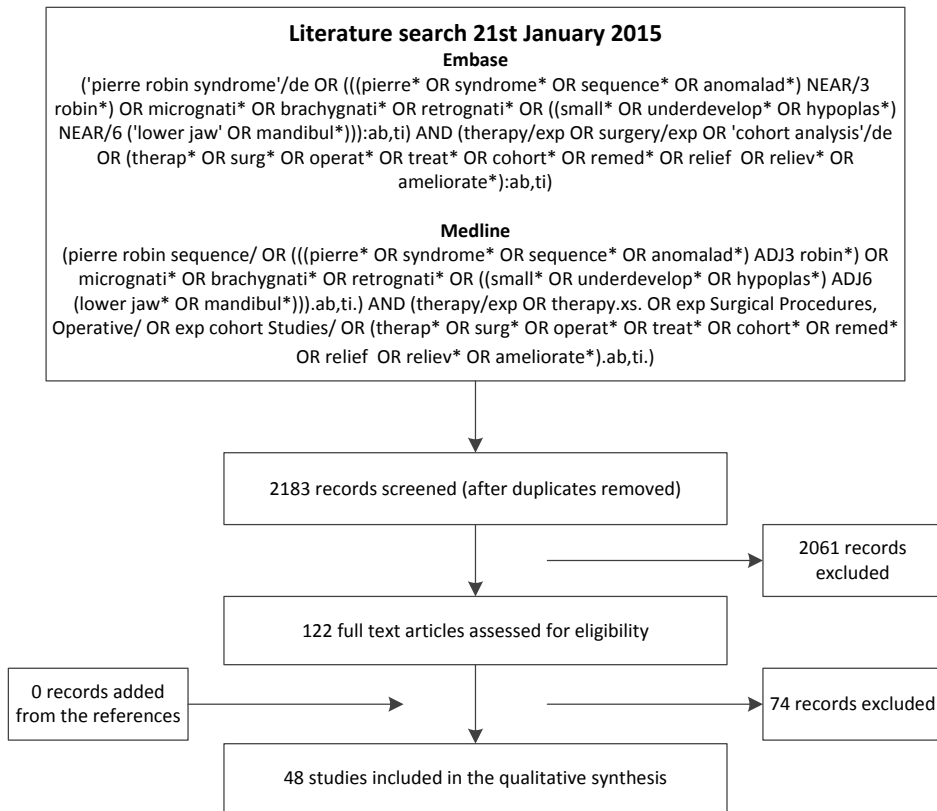 Literature search 21st January 2015
Embase
('pierre robin syndrome'/de OR (((pierre* OR syndrome* OR sequence* OR anomalad*) NEAR/3
robin*) OR micrognati* OR brachygnati* OR retrognati* OR ((small* OR underdevelop* OR hypoplas*)
NEAR/6 ('lower jaw' OR mandibul*))):ab,ti) AND (therapy/exp OR surgery/exp OR 'cohort analysis'/de
OR (therap* OR surg* OR operat* OR treat* OR cohort* OR remed* OR relief  OR reliev* OR
ameliorate*):ab,ti)
Medline
(pierre robin sequence/ OR (((pierre* OR syndrome* OR sequence* OR anomalad*) ADJ3 robin*) OR
micrognati* OR brachygnati* OR retrognati* OR ((small* OR underdevelop* OR hypoplas*) ADJ6
(lower jaw* OR mandibul*))).ab,ti.) AND (therapy/exp OR therapy.xs. OR exp Surgical Procedures,
Operative/ OR exp cohort Studies/ OR (therap* OR surg* OR operat* OR treat* OR cohort* OR remed*
OR relief  OR reliev* OR ameliorate*).ab,ti.)
2183 records screened (after duplicates removed)
2061 records
excluded
122 full text articles assessed for eligibility
0 records added
from the references
74 records excluded
48 studies included in the qualitative synthesis